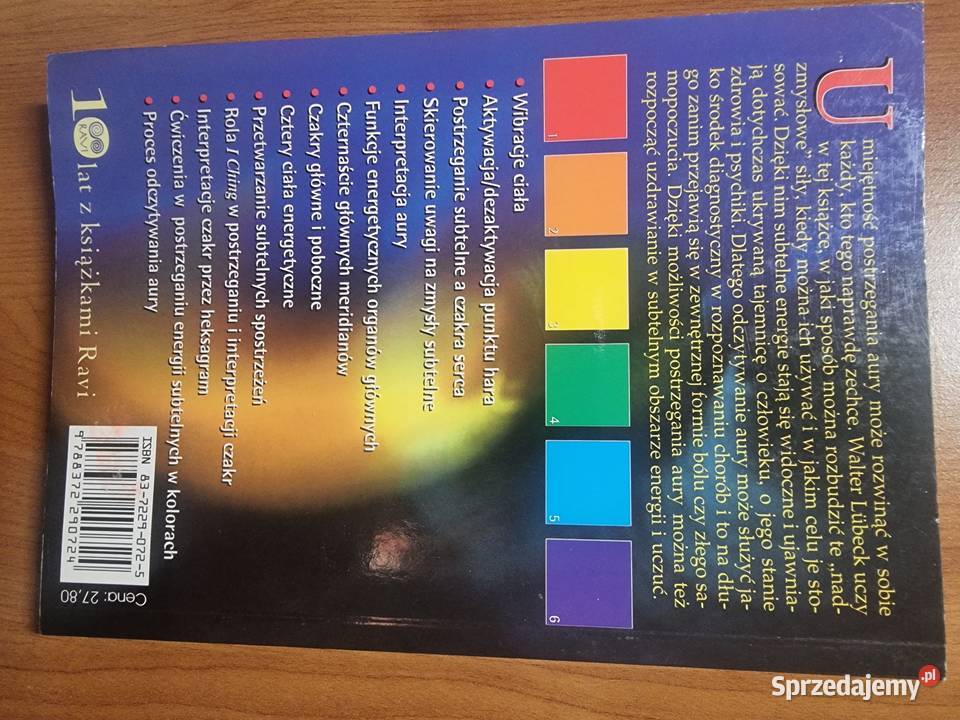 Umiejętność postrzegania aury może rozwinąć w sobie
każdy, kto tego naprawdę zechce. Walter Lübeck uczy
w tej książce, w jaki sposób można rozbudzić te „nad-
zmysłowe” siły, kiedy można ich używać i w jakim celu je sto-
sować. Dzięki nim subtelne energie stają się widoczne i ujawnia-
ją dotychczas ukrywaną tajemnicę o człowieku, o jego stanie
zdrowia i psychiki. Dlatego odczytywanie aury może służyć ja-
ko środek diagnostyczny w rozpoznawaniu chorób i to na dłu-
go zanim przejawią się w zewnętrznej formie bólu czy złego sa-
mopoczucia. Dzięki możliwości postrzegania aury można też
rozpocząć uzdrawianie w subtelnym obszarze energii i uczuć.
1 2 3 4 5 6
• Wibracje ciała
• Aktywacja/dezaktywacja punktu hara
• Postrzeganie subtelne a czakra serca
• Skierowanie uwagi na zmysły subtelne
• Interpretacja aury
• Funkcje energetycznych organów głównych
• Czternaście głównych meridianów
• Czakry główne i poboczne
• Cztery ciała energetyczne
• Przetwarzanie subtelnych spostrzeżeń
• Rola I Ching w postrzeganiu i interpretacji czakr
• Interpretacje czakr przez heksagram
• Ćwiczenia w postrzeganiu energii subtelnych w kolorach
• Proces odczytywania aury
10 lat z książkami Ravi
RAVI
ISBN 83-7229-072-5
9 788372 290724
Cena: 27,80
Sprzedajemy.pl